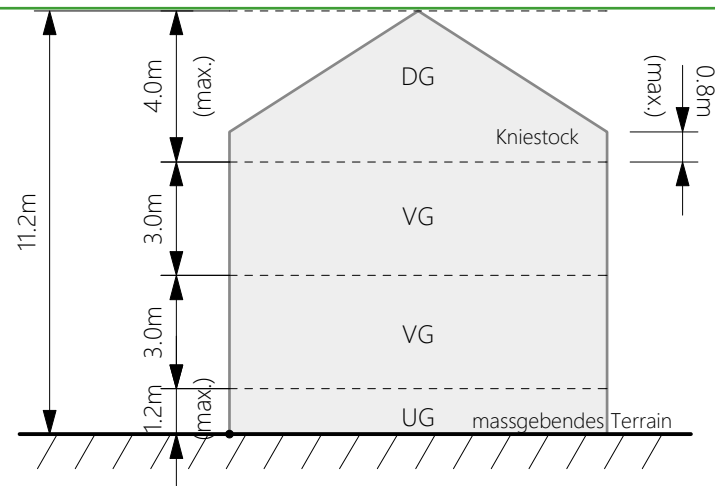 DG
4.0m
(max.)
0.8m
(max.)
Kniestock
11.2m
3.0m
VG
3.0m
VG
1.2m
(max.)
UG
massgebendes Terrain